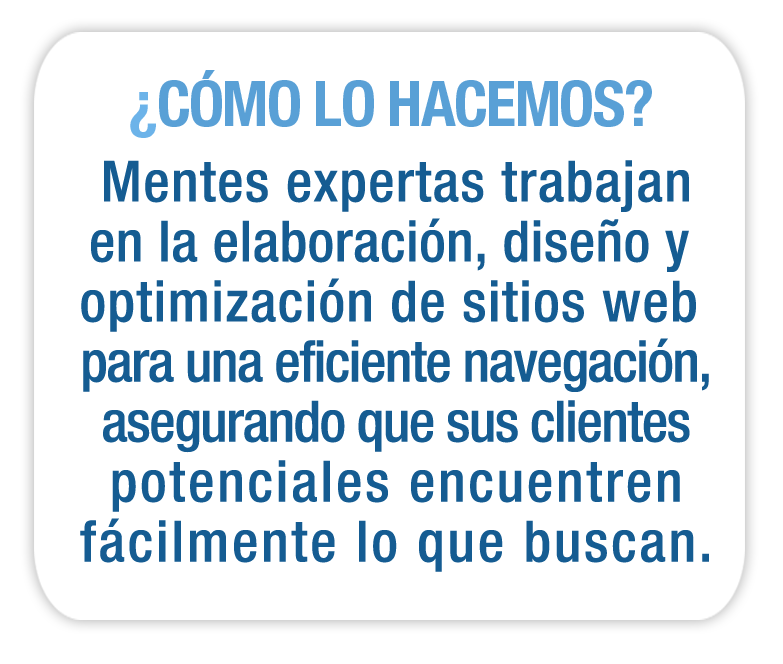 ¿CÓMO LO HACEMOS?
Mentes expertas trabajan
en la elaboración, diseño y
optimización de sitios web
para una eficiente navegación,
asegurando que sus clientes
potenciales encuentren
fácilmente lo que buscan.